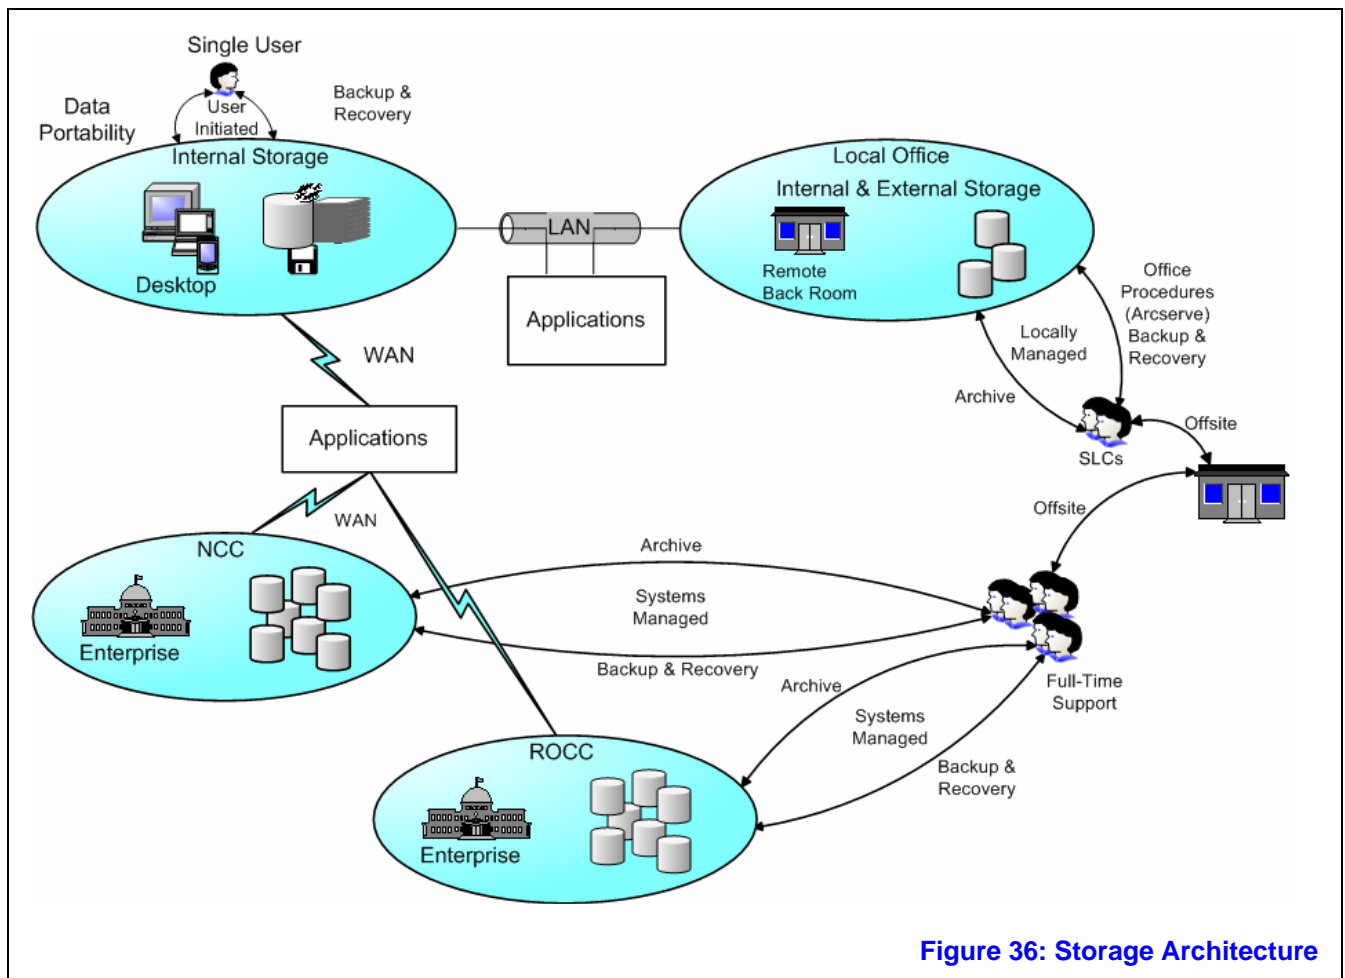 Single User
Data
Portability
User
Initiated
Backup &
Recovery
Internal Storage
Desktop
LAN
Applications
Local Office
Internal & External Storage
Remote
Back Room
Office
Procedures
(Arcserve)
Backup &
Recovery
Locally
Managed
Archive
SLCs
Offsite
WAN
Applications
WAN
NCC
Enterprise
Archive
Systems
Managed
Backup & Recovery
Offsite
Full-Time
Support
Archive
Systems
Managed
Backup &
Recovery
ROCC
Enterprise
Figure 36: Storage Architecture